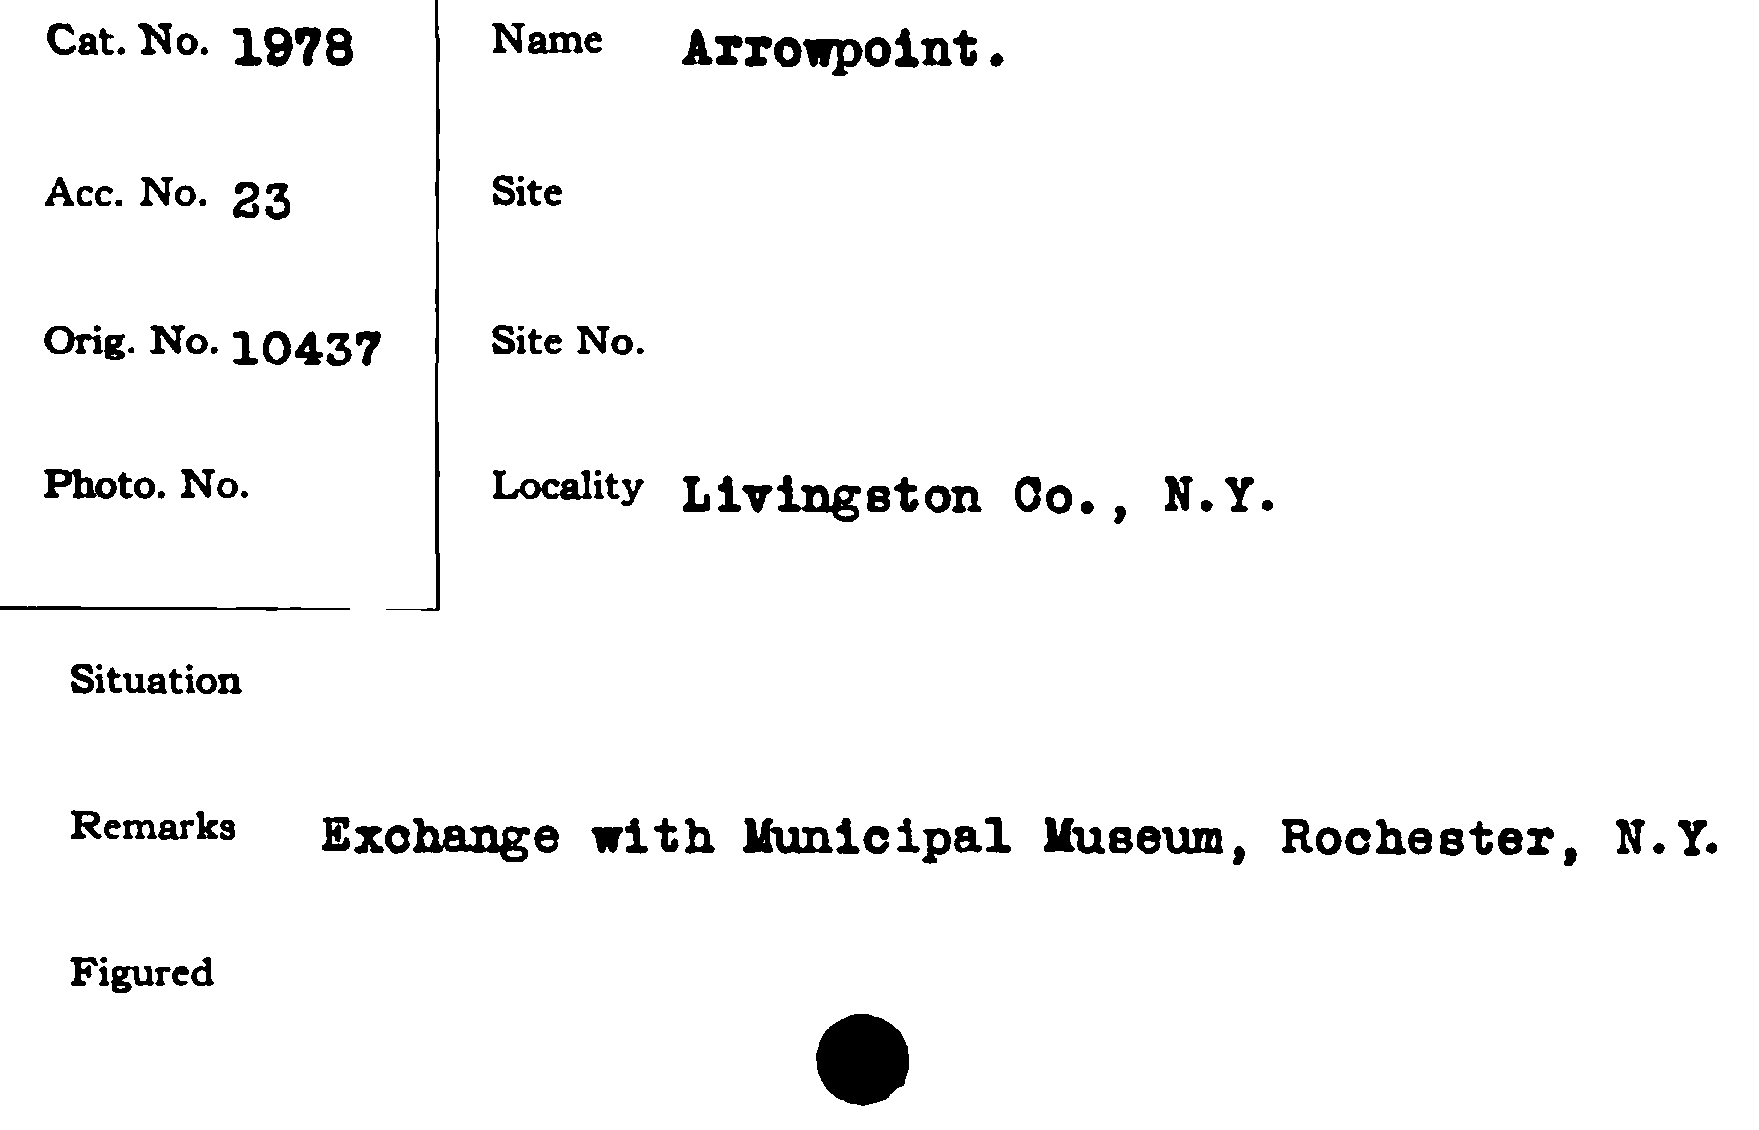 Cat. No. 1978
Acc. No. 23
Orig. No. 10437
Photo. No.
Name Arrowpoint.
Site
Site No.
Locality Livingston Co., N.Y.
Situation
Remarks Exchange with Municipal Museum, Rochester, N.Y.
Figured